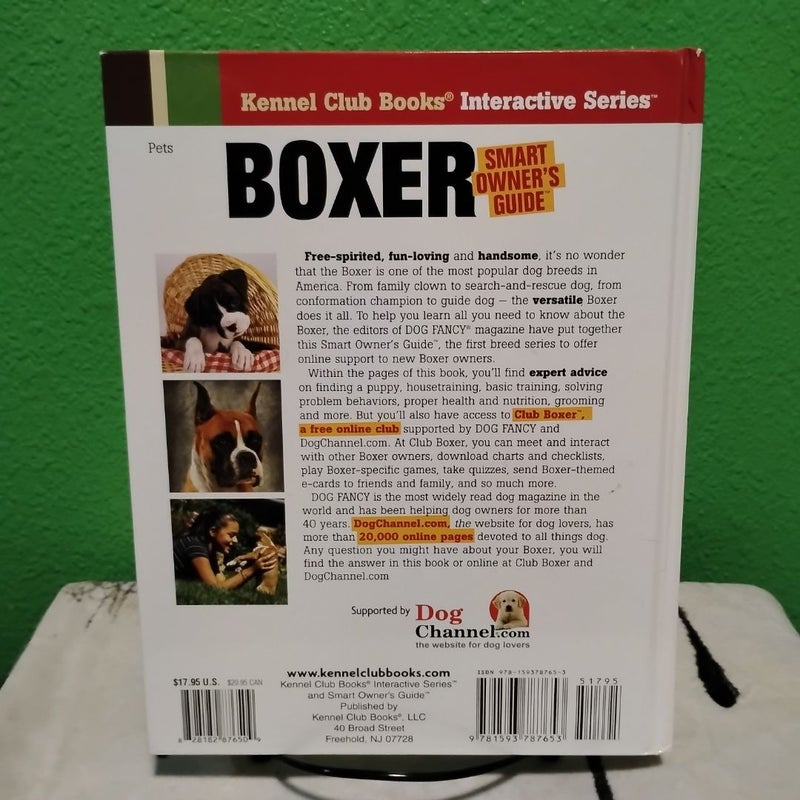 Kennel Club Books® Interactive Series™
Pets
BOXER
SMART
OWNER'S
GUIDE™
Free-spirited, fun-loving and handsome, it's no wonder
that the Boxer is one of the most popular dog breeds in
America. From family clown to search-and-rescue dog, from
conformation champion to guide dog — the versatile Boxer
does it all. To help you learn all you need to know about the
Boxer, the editors of DOG FANCY® magazine have put together
this Smart Owner's Guide™, the first breed series to offer
online support to new Boxer owners.
Within the pages of this book, you'll find expert advice
on finding a puppy, housetraining, basic training, solving
problem behaviors, proper health and nutrition, grooming
and more. But you'll also have access to Club Boxer™,
a free online club supported by DOG FANCY and
DogChannel.com. At Club Boxer, you can meet and interact
with other Boxer owners, download charts and checklists,
play Boxer-specific games, take quizzes, send Boxer-themed
e-cards to friends and family, and so much more.
DOG FANCY is the most widely read dog magazine in the
world and has been helping dog owners for more than
40 years. DogChannel.com, the website for dog lovers, has
more than 20,000 online pages devoted to all things dog.
Any question you might have about your Boxer, you will
find the answer in this book or online at Club Boxer and
DogChannel.com
Supported by
Dog
Channel.com
the website for dog lovers
$17.95 U.S. $20.95 CAN
www.kennelclubbooks.com
Kennel Club Books® Interactive Series™
and Smart Owner's Guide™
Published by
Kennel Club Books®, LLC
40 Broad Street
Freehold, NJ 07728
ISBN 978-159378765-3
51795
9 781593 787653